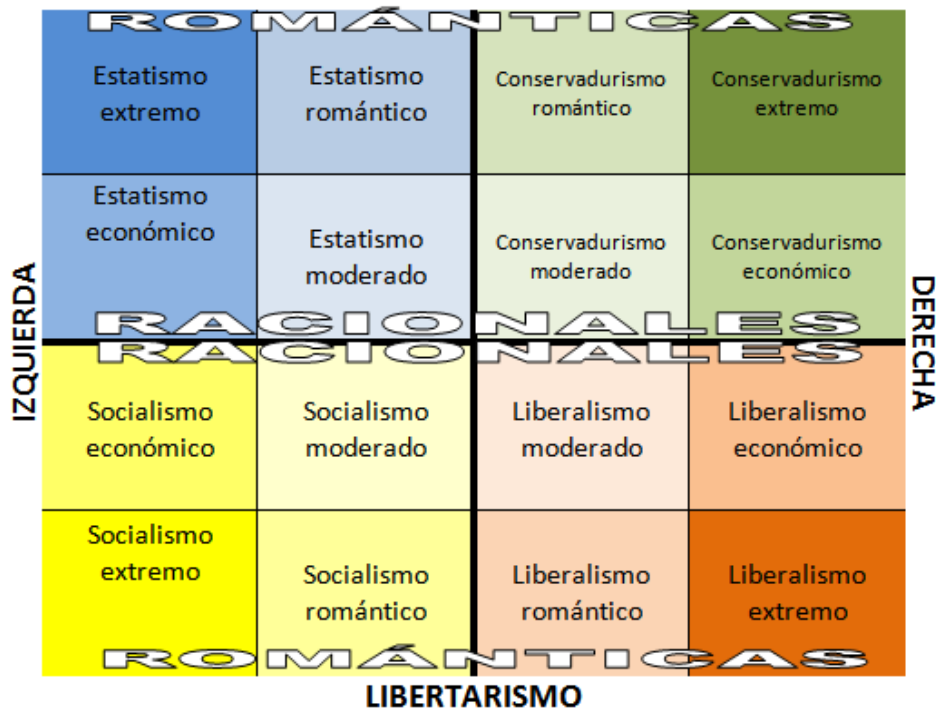 ROMÁNTICAS
Estatismo
extremo
Estatismo
romántico
Conservadurismo
romántico
Conservadurismo
extremo
Estatismo
económico
Estatismo
moderado
Conservadurismo
moderado
Conservadurismo
económico
IZQUIERDA
DERECHA
RACIONALES
RACIONALES
Socialismo
económico
Socialismo
moderado
Liberalismo
moderado
Liberalismo
económico
Socialismo
extremo
Socialismo
romántico
Liberalismo
romántico
Liberalismo
extremo
ROMÁNTICAS
LIBERTARISMO